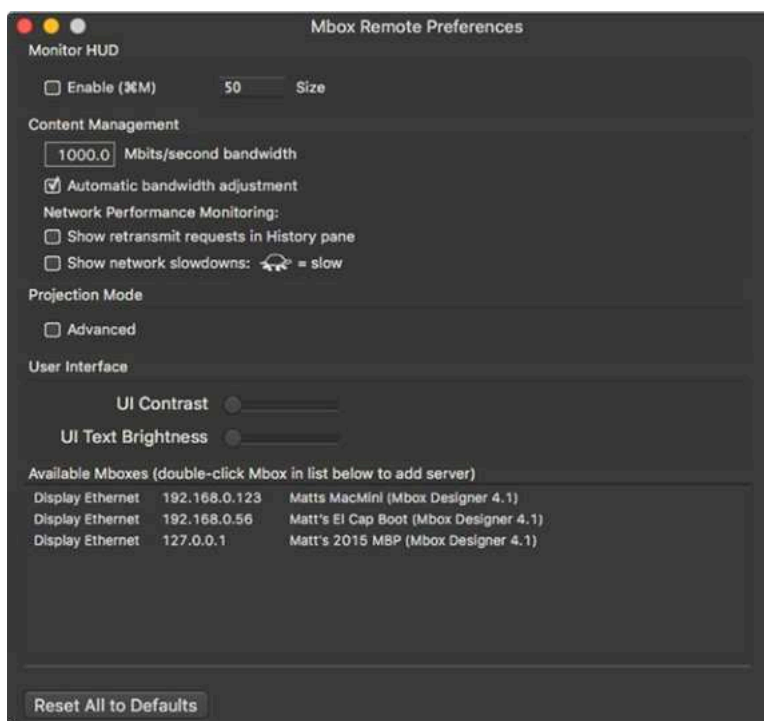 Mbox Remote Preferences
Monitor HUD
Enable (⌘M) 50 Size
Content Management
1000.0 Mbits/second bandwidth
Automatic bandwidth adjustment
Network Performance Monitoring:
Show retransmit requests in History pane
Show network slowdowns: = slow
Projection Mode
Advanced
User Interface
UI Contrast
UI Text Brightness
Available Mboxes (double-click Mbox in list below to add server)
Display Ethernet 192.168.0.123 Matts MacMini (Mbox Designer 4.1)
Display Ethernet 192.168.0.56 Matt's El Cap Boot (Mbox Designer 4.1)
Display Ethernet 127.0.0.1 Matt's 2015 MBP (Mbox Designer 4.1)
Reset All to Defaults